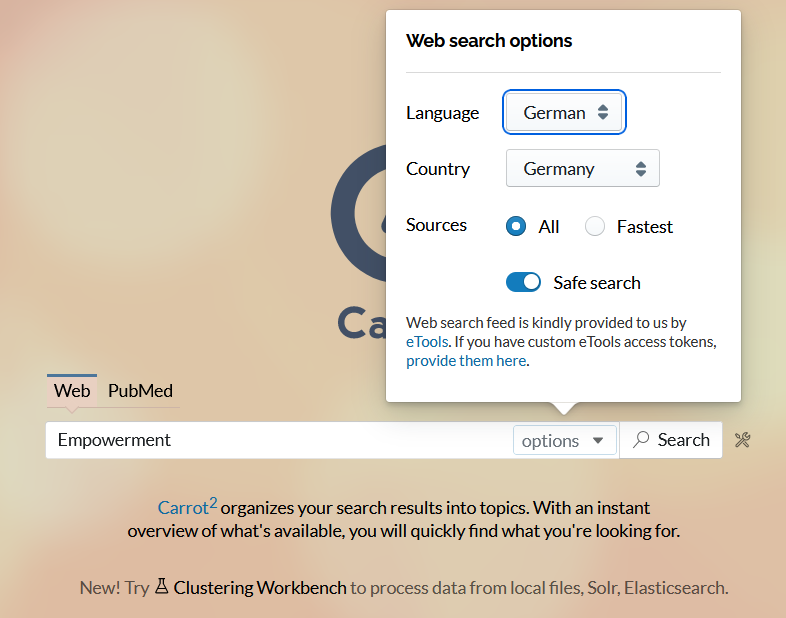 Web search options
Language German
Country Germany
Sources All Fastest
Safe search
Web search feed is kindly provided to us by
eTools. If you have custom eTools access tokens,
provide them here.
Ca
Web PubMed
Empowerment options Search
Carrot2 organizes your search results into topics. With an instant
overview of what's available, you will quickly find what you're looking for.
New! Try Clustering Workbench to process data from local files, Solr, Elasticsearch.